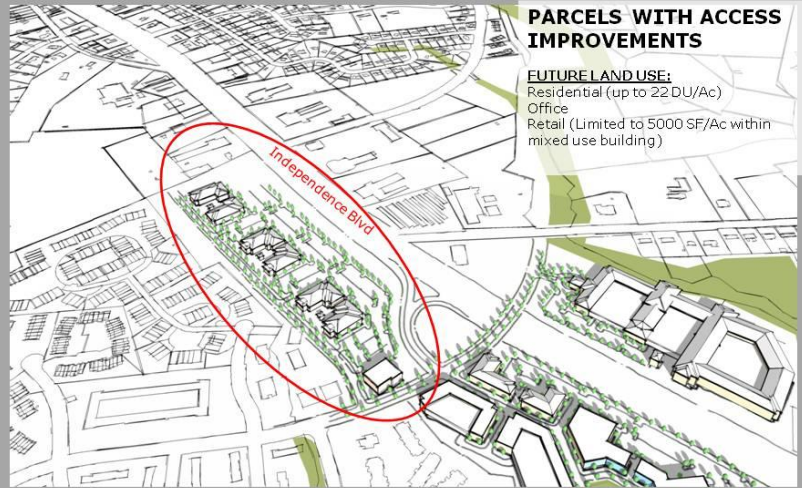 PARCELS WITH ACCESS
IMPROVEMENTS
FUTURE LAND USE:
Residential (up to 22 DU/Ac)
Office
Retail (Limited to 5000 SF/Ac within
mixed use building)
Independence Blvd